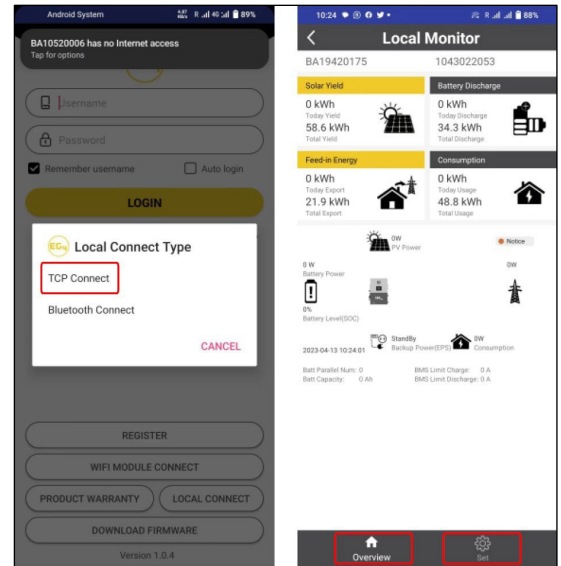 Android System
4.67 KB/s R 4G 89%
BA10520006 has no Internet access
Tap for options
Username
Password
Remember username Auto login
LOGIN
EG4 Local Connect Type
TCP Connect
Bluetooth Connect
CANCEL
REGISTER
WIFI MODULE CONNECT
PRODUCT WARRANTY LOCAL CONNECT
DOWNLOAD FIRMWARE
Version 1.0.4
10:24 R 88%
Local Monitor
BA19420175 1043022053
Solar Yield
0 kWh
Today Yield
58.6 kWh
Total Yield
Battery Discharge
0 kWh
Today Discharge
34.3 kWh
Total Discharge
Feed-in Energy
0 kWh
Today Export
21.9 kWh
Total Export
Consumption
0 kWh
Today Usage
48.8 kWh
Total Usage
0W
PV Power
Notice
0 W
Battery Power
0W
0%
Battery Level(SOC)
StandBy
Backup Power(EPS)
0W
Consumption
2023-04-13 10:24:01
Batt Parallel Num: 0 BMS Limit Charge: 0 A
Batt Capacity: 0 Ah BMS Limit Discharge: 0 A
Overview Set